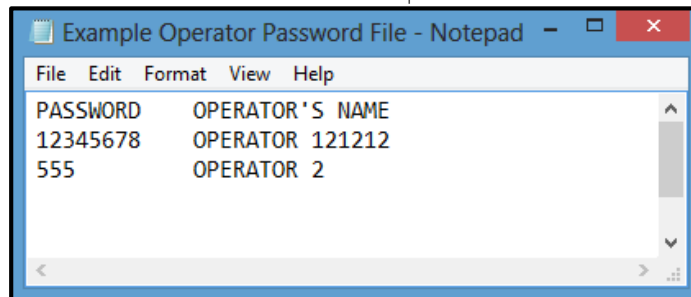 Example Operator Password File - Notepad
File Edit Format View Help
PASSWORD OPERATOR'S NAME
12345678 OPERATOR 121212
555 OPERATOR 2